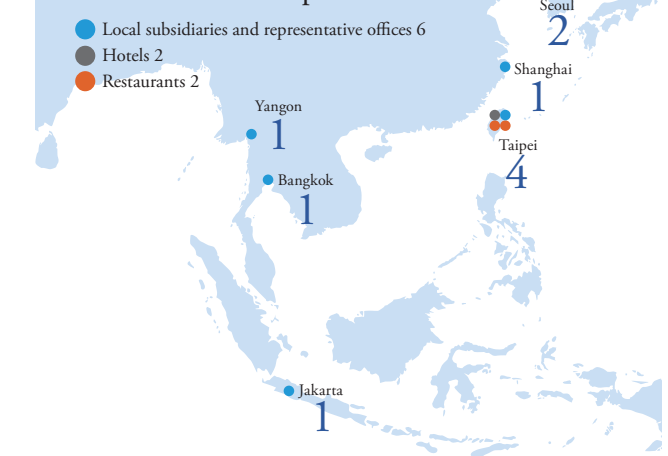 Seoul
2
Local subsidiaries and representative offices 6
Hotels 2
Restaurants 2
Shanghai
1
Yangon
1
Taipei
4
Bangkok
1
Jakarta
1